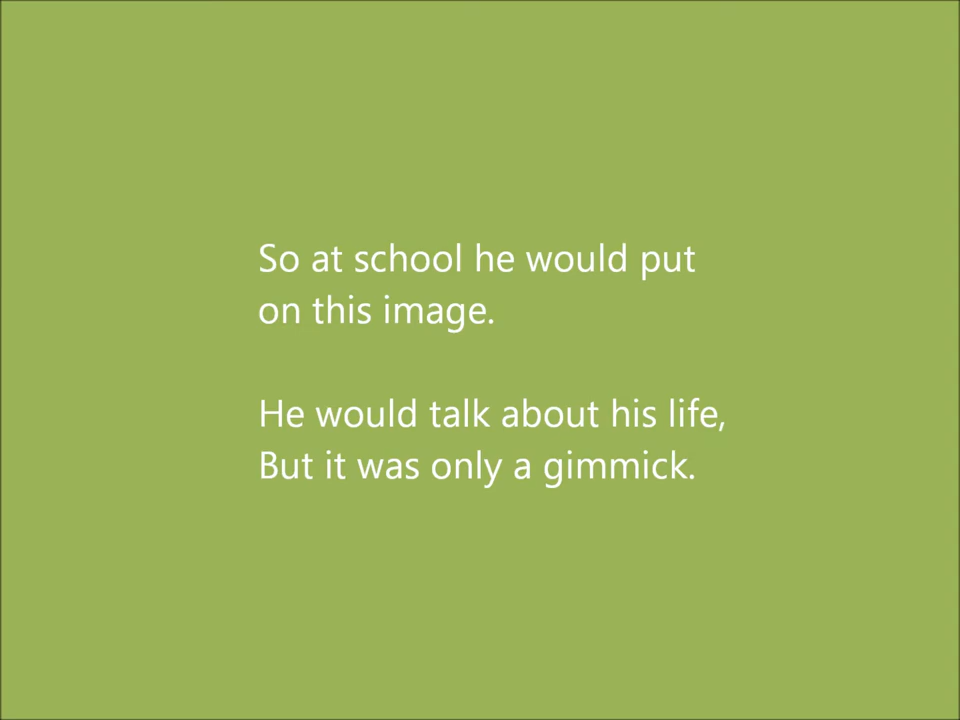 So at school he would put
on this image.
He would talk about his life,
But it was only a gimmick.